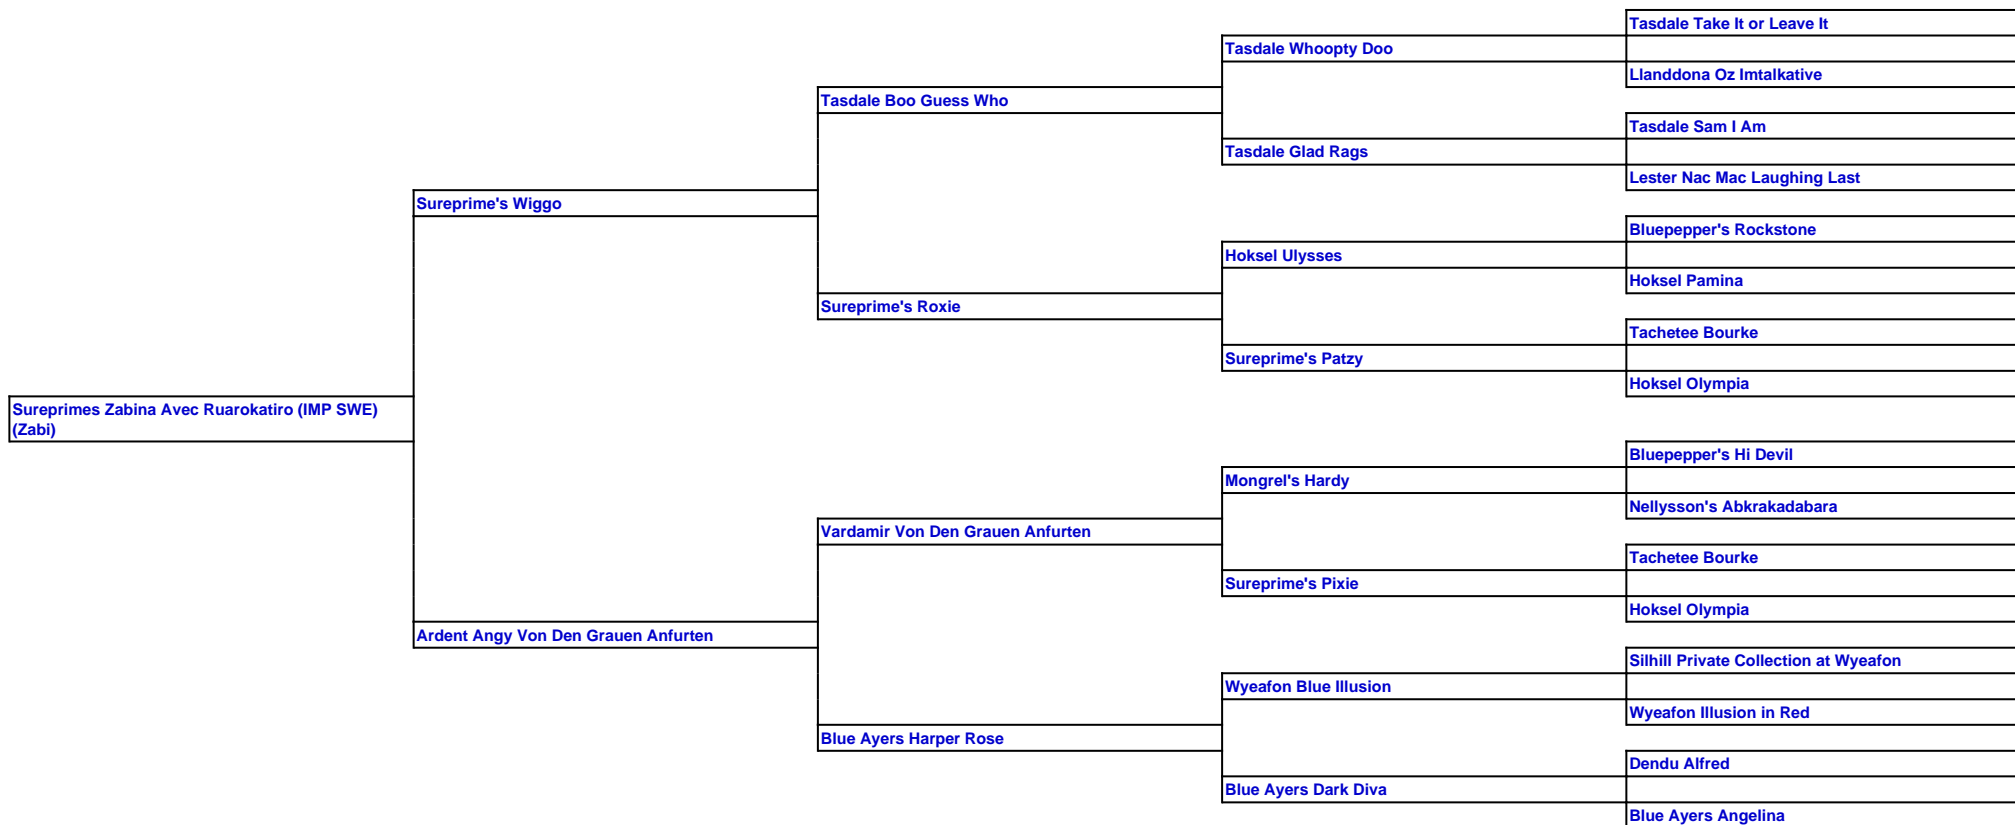 Tasdale Take It or Leave It
Tasdale Whoopty Doo
Llanddona Oz Imtalkative
Tasdale Boo Guess Who
Tasdale Sam I Am
Tasdale Glad Rags
Lester Nac Mac Laughing Last
Sureprime's Wiggo
Bluepepper's Rockstone
Hoksel Ulysses
Hoksel Pamina
Sureprime's Roxie
Tachetee Bourke
Sureprime's Patzy
Hoksel Olympia
Sureprimes Zabina Avec Ruarokatiro (IMP SWE)
(Zabi)
Bluepepper's Hi Devil
Mongrel's Hardy
Nellysson's Abkrakadabara
Vardamir Von Den Grauen Anfurten
Tachetee Bourke
Sureprime's Pixie
Hoksel Olympia
Ardent Angy Von Den Grauen Anfurten
Silhill Private Collection at Wyeafon
Wyeafon Blue Illusion
Wyeafon Illusion in Red
Blue Ayers Harper Rose
Dendu Alfred
Blue Ayers Dark Diva
Blue Ayers Angelina